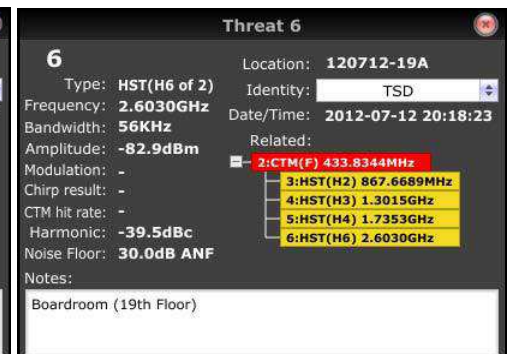 Threat 6
6
Type: HST(H6 of 2)
Frequency: 2.6030GHz
Bandwidth: 56KHz
Amplitude: -82.9dBm
Modulation: -
Chirp result: -
CTM hit rate: -
Harmonic: -39.5dBc
Noise Floor: 30.0dB ANF
Location: 120712-19A
Identity: TSD
Date/Time: 2012-07-12 20:18:23
Related:
2:CTM(F) 433.8344MHz
3:HST(H2) 867.6689MHz
4:HST(H3) 1.3015GHz
5:HST(H4) 1.7353GHz
6:HST(H6) 2.6030GHz
Notes:
Boardroom (19th Floor)